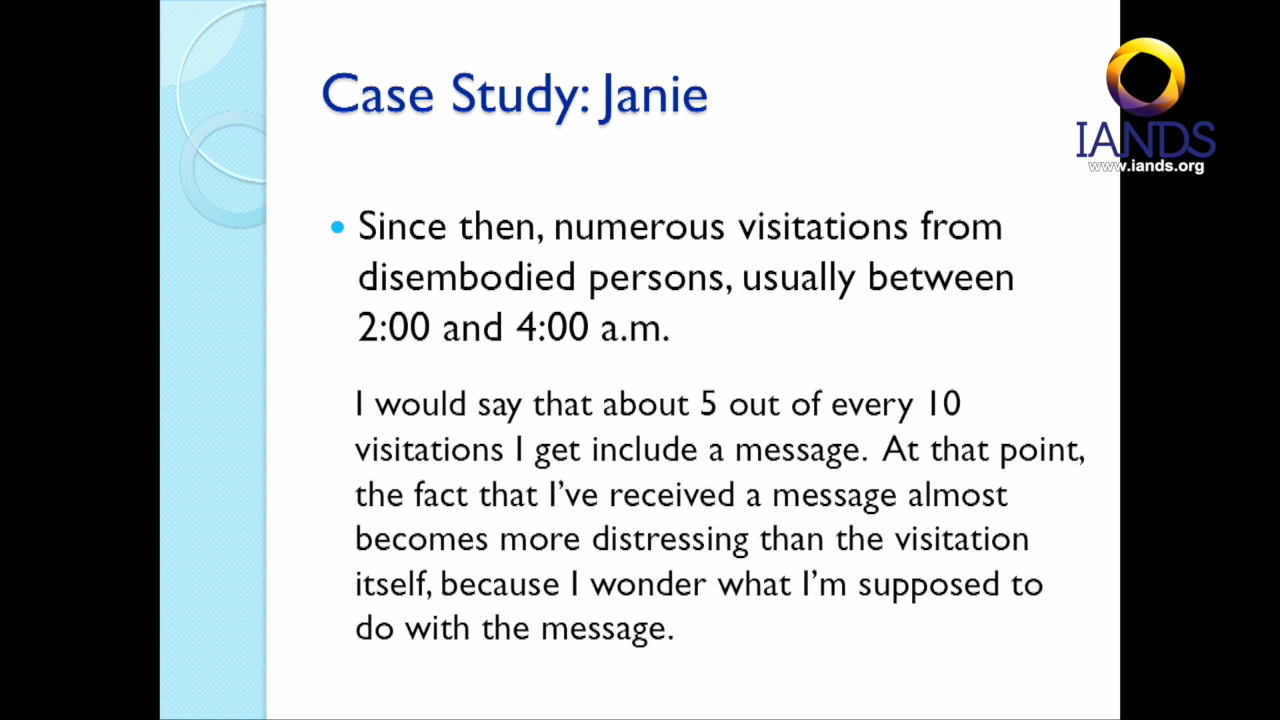 Case Study: Janie
IANDS
www.iands.org
• Since then, numerous visitations from
disembodied persons, usually between
2:00 and 4:00 a.m.
I would say that about 5 out of every 10
visitations I get include a message.  At that point,
the fact that I've received a message almost
becomes more distressing than the visitation
itself, because I wonder what I'm supposed to
do with the message.